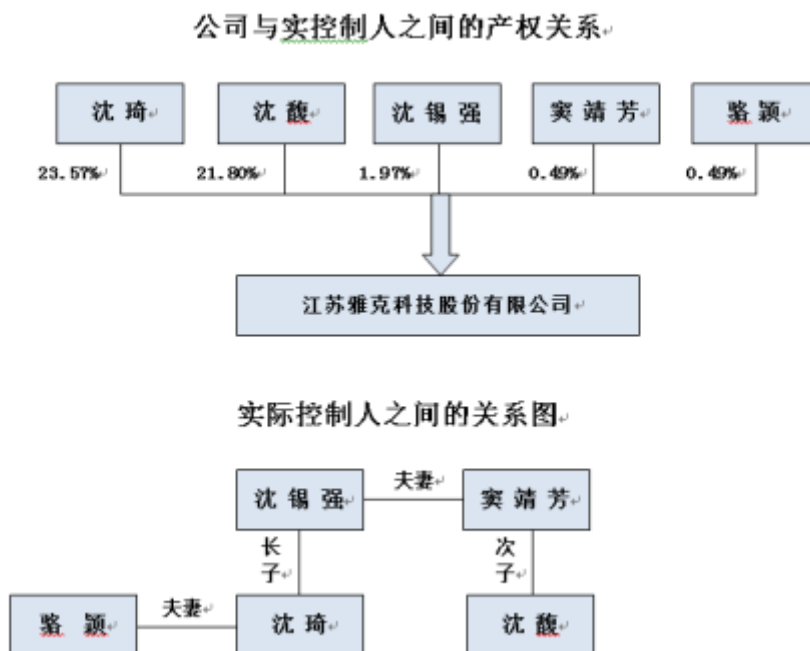 公司与实控制人之间的产权关系
沈 琦 沈 馥 沈 锡 强 窦 靖 芳 骆 颖
23.57% 21.80% 1.97% 0.49% 0.49%
江苏雅克科技股份有限公司
实际控制人之间的关系图
沈 锡 强 夫妻 窦 靖 芳
长子 次子
骆 颖 夫妻 沈 琦 沈 馥